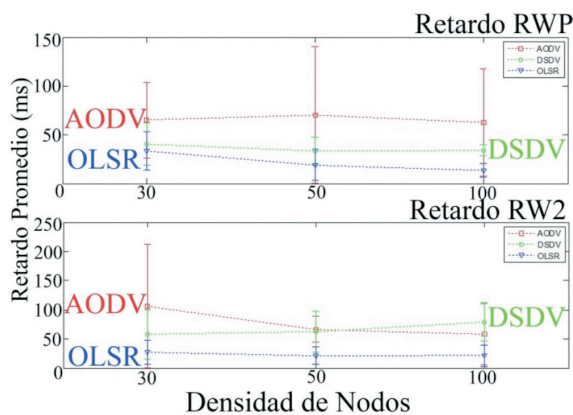 Retardo RWP
150
AODV
DSDV
OLSR
100
AODV
50
OLSR
DSDV
0
30
50
100
Retardo Promedio (ms)
Retardo RW2
250
AODV
DSDV
OLSR
200
150
AODV
100
DSDV
50
OLSR
0
30
50
100
Densidad de Nodos